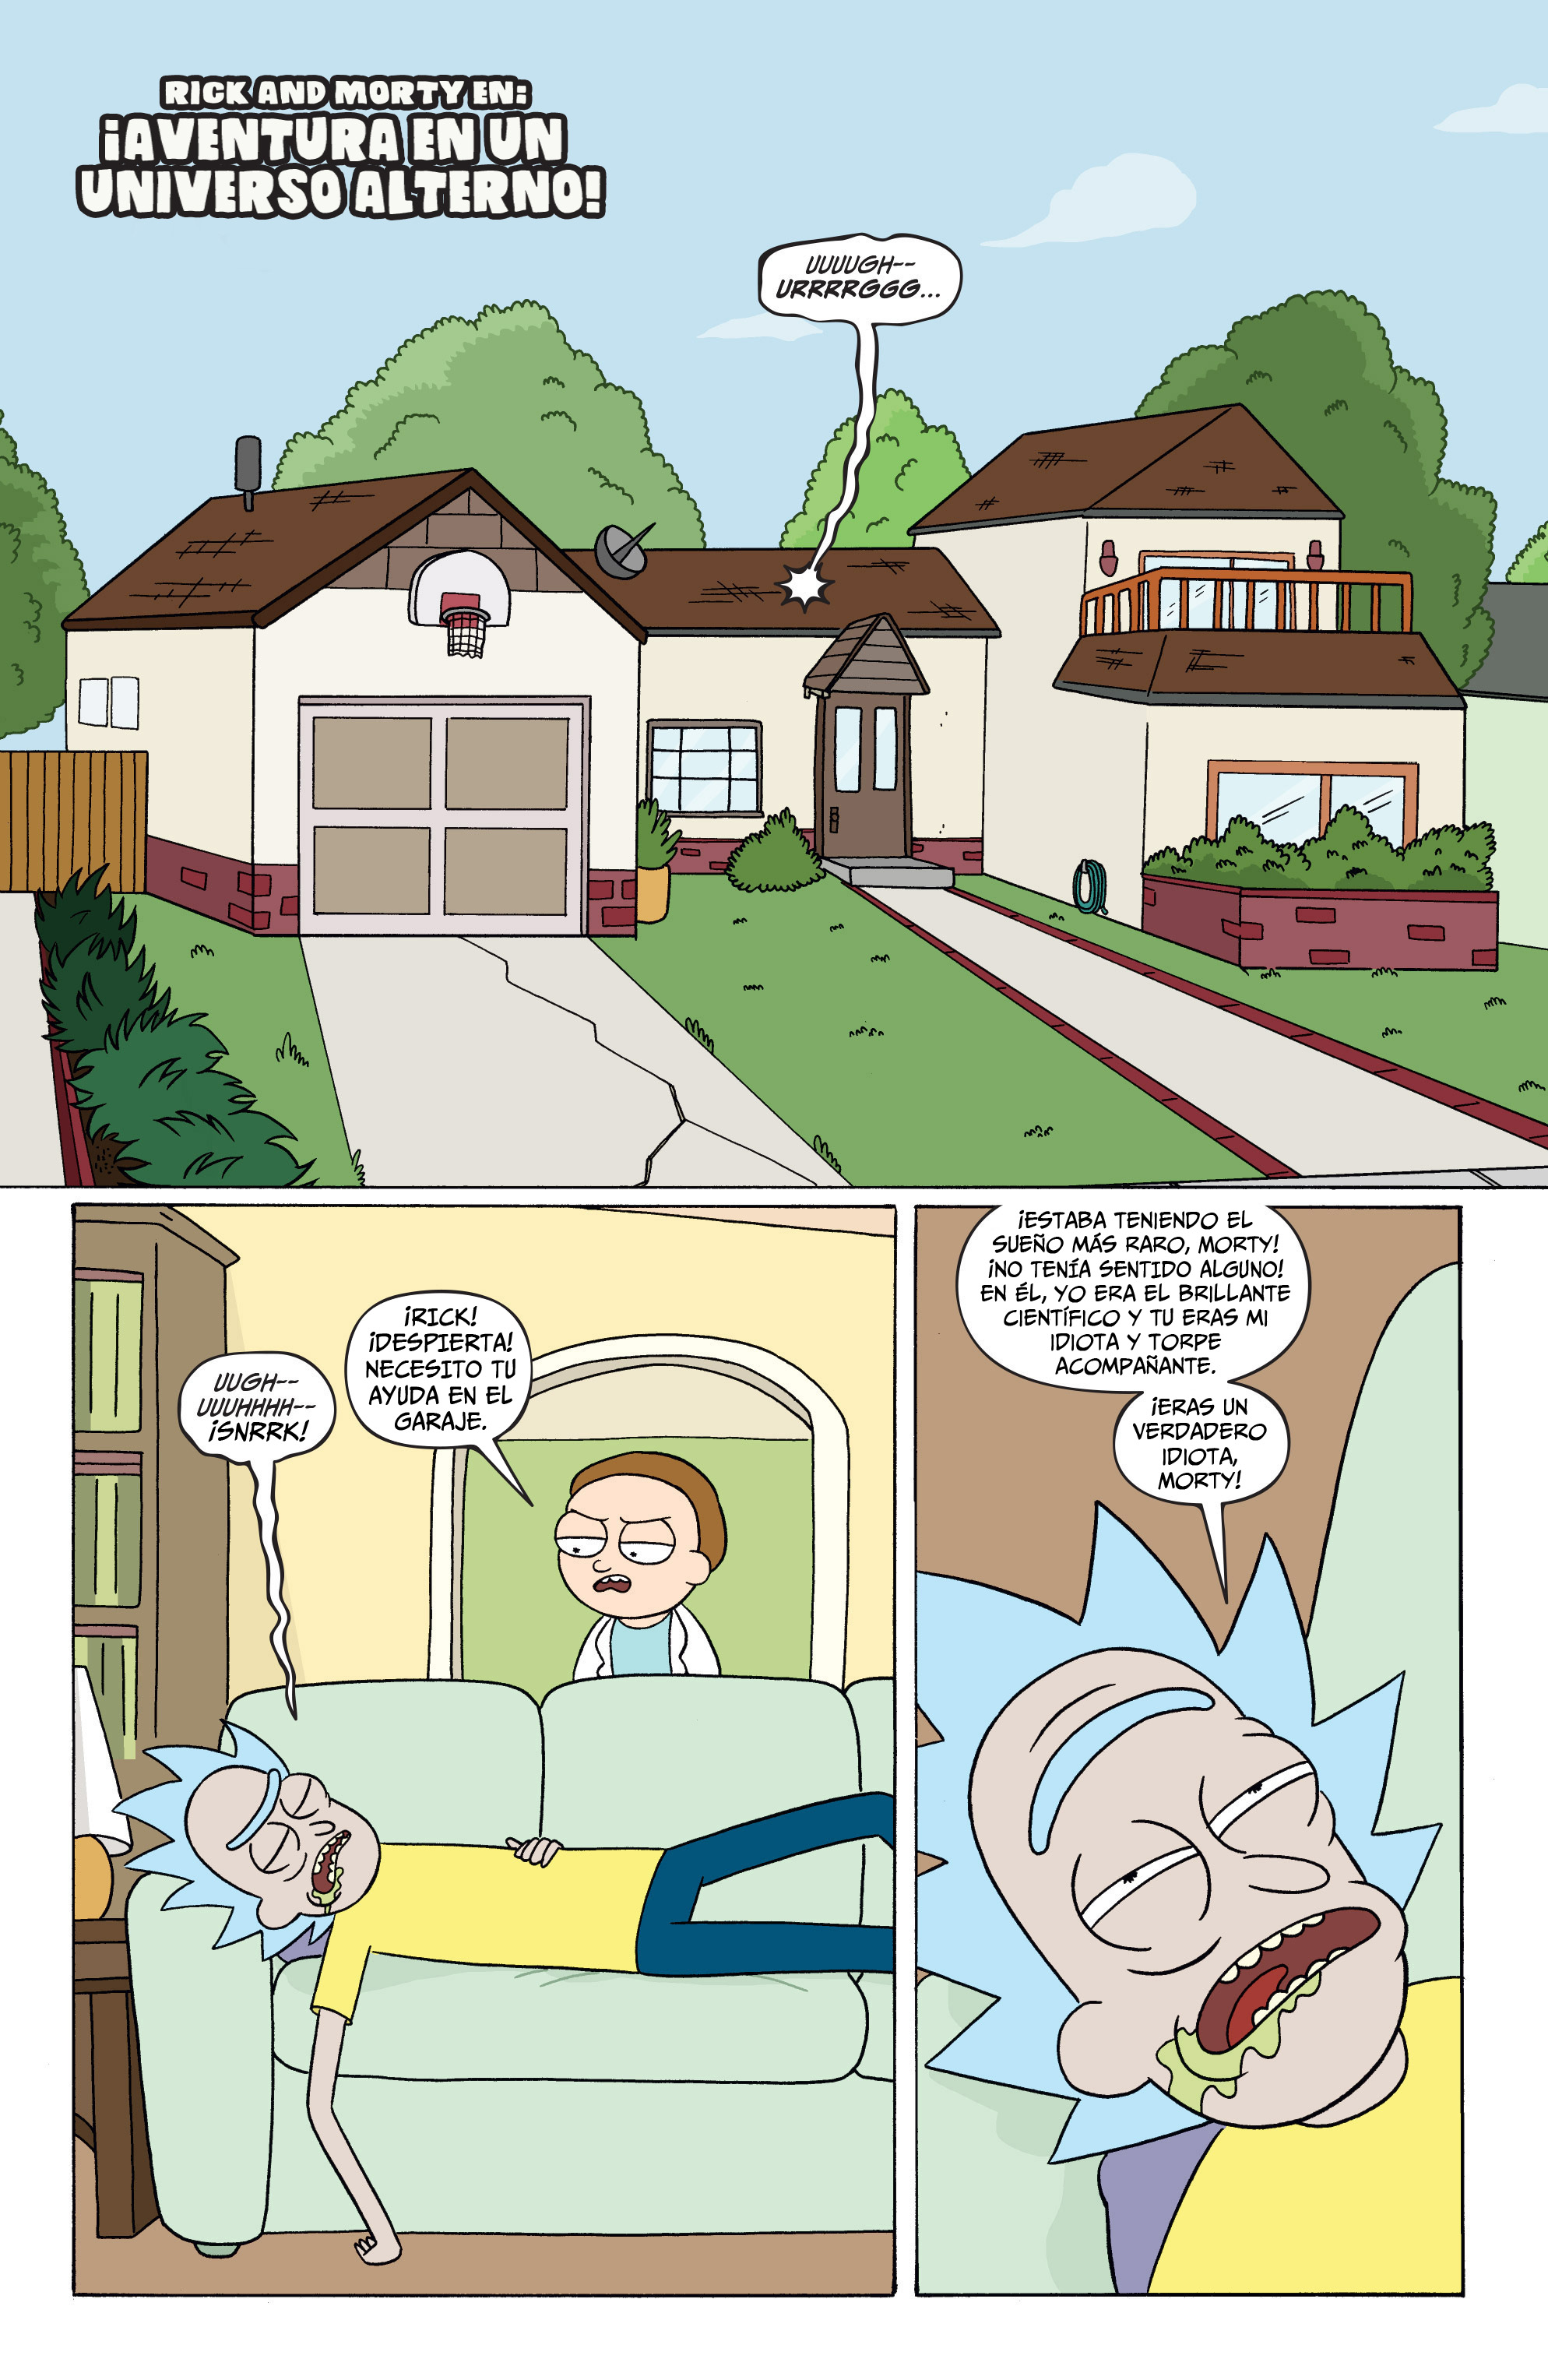 RICK AND MORTY EN:
¡AVENTURA EN UN
UNIVERSO ALTERNO!
UUUUGH--
URRRRGGG...
UUGH--
UUUHHHH--
¡SNRRK!
¡RICK!
¡DESPIERTA!
NECESITO TU
AYUDA EN EL
GARAJE.
¡ESTABA TENIENDO EL
SUEÑO MÁS RARO, MORTY!
¡NO TENÍA SENTIDO ALGUNO!
EN ÉL, YO ERA EL BRILLANTE
CIENTÍFICO Y TU ERAS MI
IDIOTA Y TORPE
ACOMPAÑANTE.
¡ERAS UN
VERDADERO
IDIOTA,
MORTY!